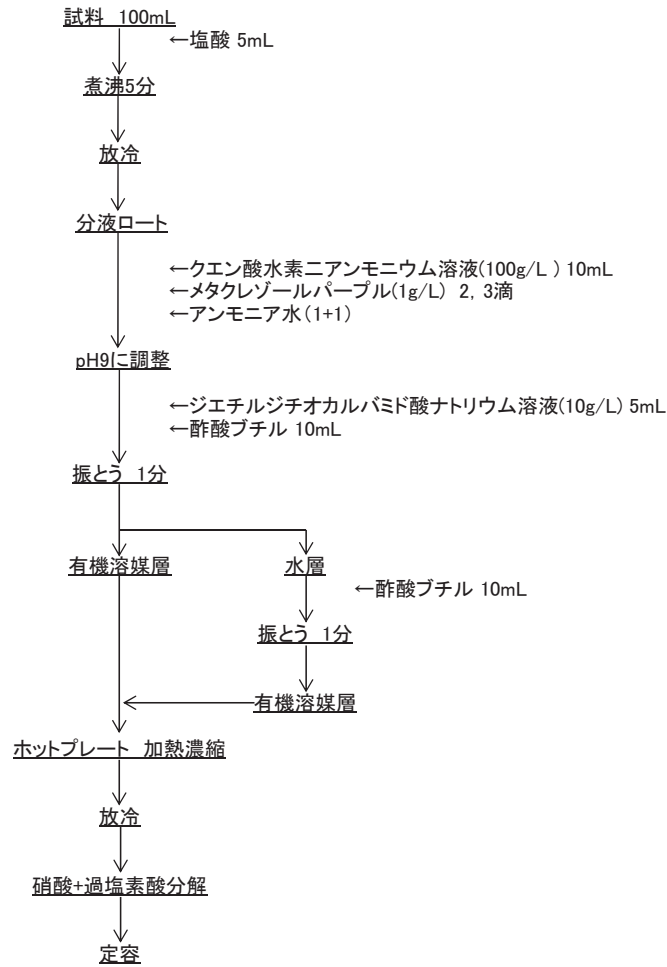 試料 100mL
←塩酸 5mL
煮沸5分
放冷
分液ロート
←クエン酸水素二アンモニウム溶液(100g/L ) 10mL
←メタクレゾールパープル(1g/L) 2, 3滴
←アンモニア水(1+1)
pH9に調整
←ジエチルジチオカルバミド酸ナトリウム溶液(10g/L) 5mL
←酢酸ブチル 10mL
振とう 1分
有機溶媒層
水層
←酢酸ブチル 10mL
振とう 1分
有機溶媒層
ホットプレート 加熱濃縮
放冷
硝酸+過塩素酸分解
定容